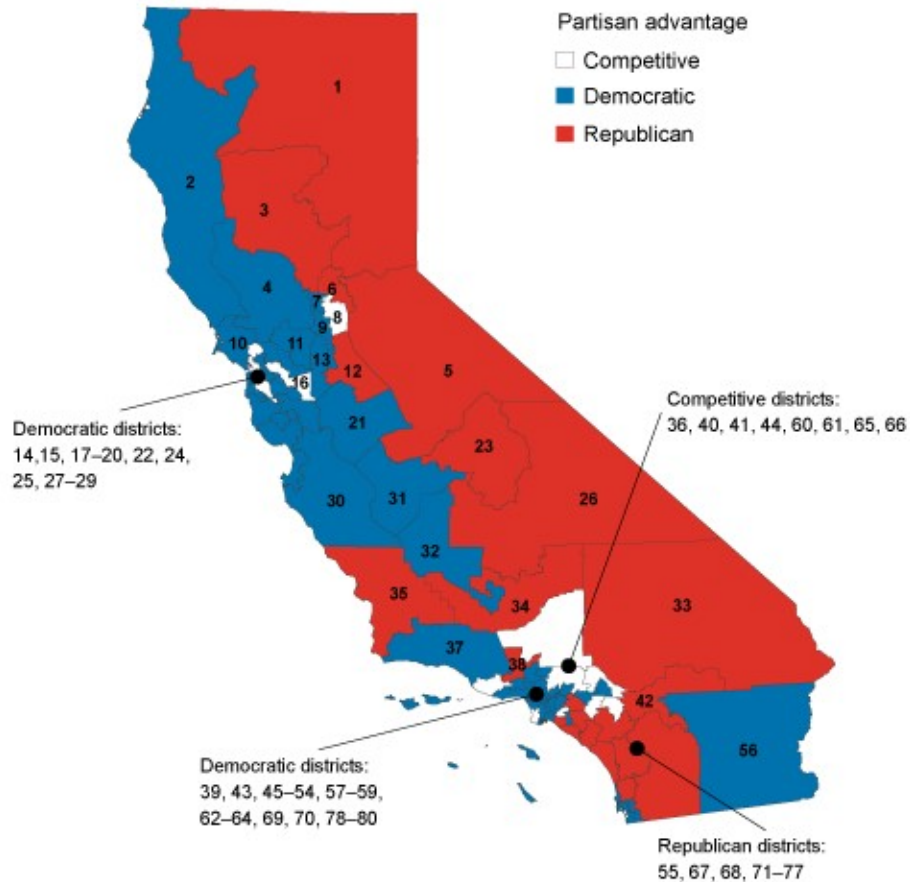 Partisan advantage
Competitive
Democratic
Republican
1
2
3
4
6
7
8
9
10
11
13
12
5
16
21
23
26
30
31
32
33
34
35
37
38
42
56
Democratic districts:
14,15, 17–20, 22, 24,
25, 27–29
Competitive districts:
36, 40, 41, 44, 60, 61, 65, 66
Democratic districts:
39, 43, 45–54, 57–59,
62–64, 69, 70, 78–80
Republican districts:
55, 67, 68, 71–77